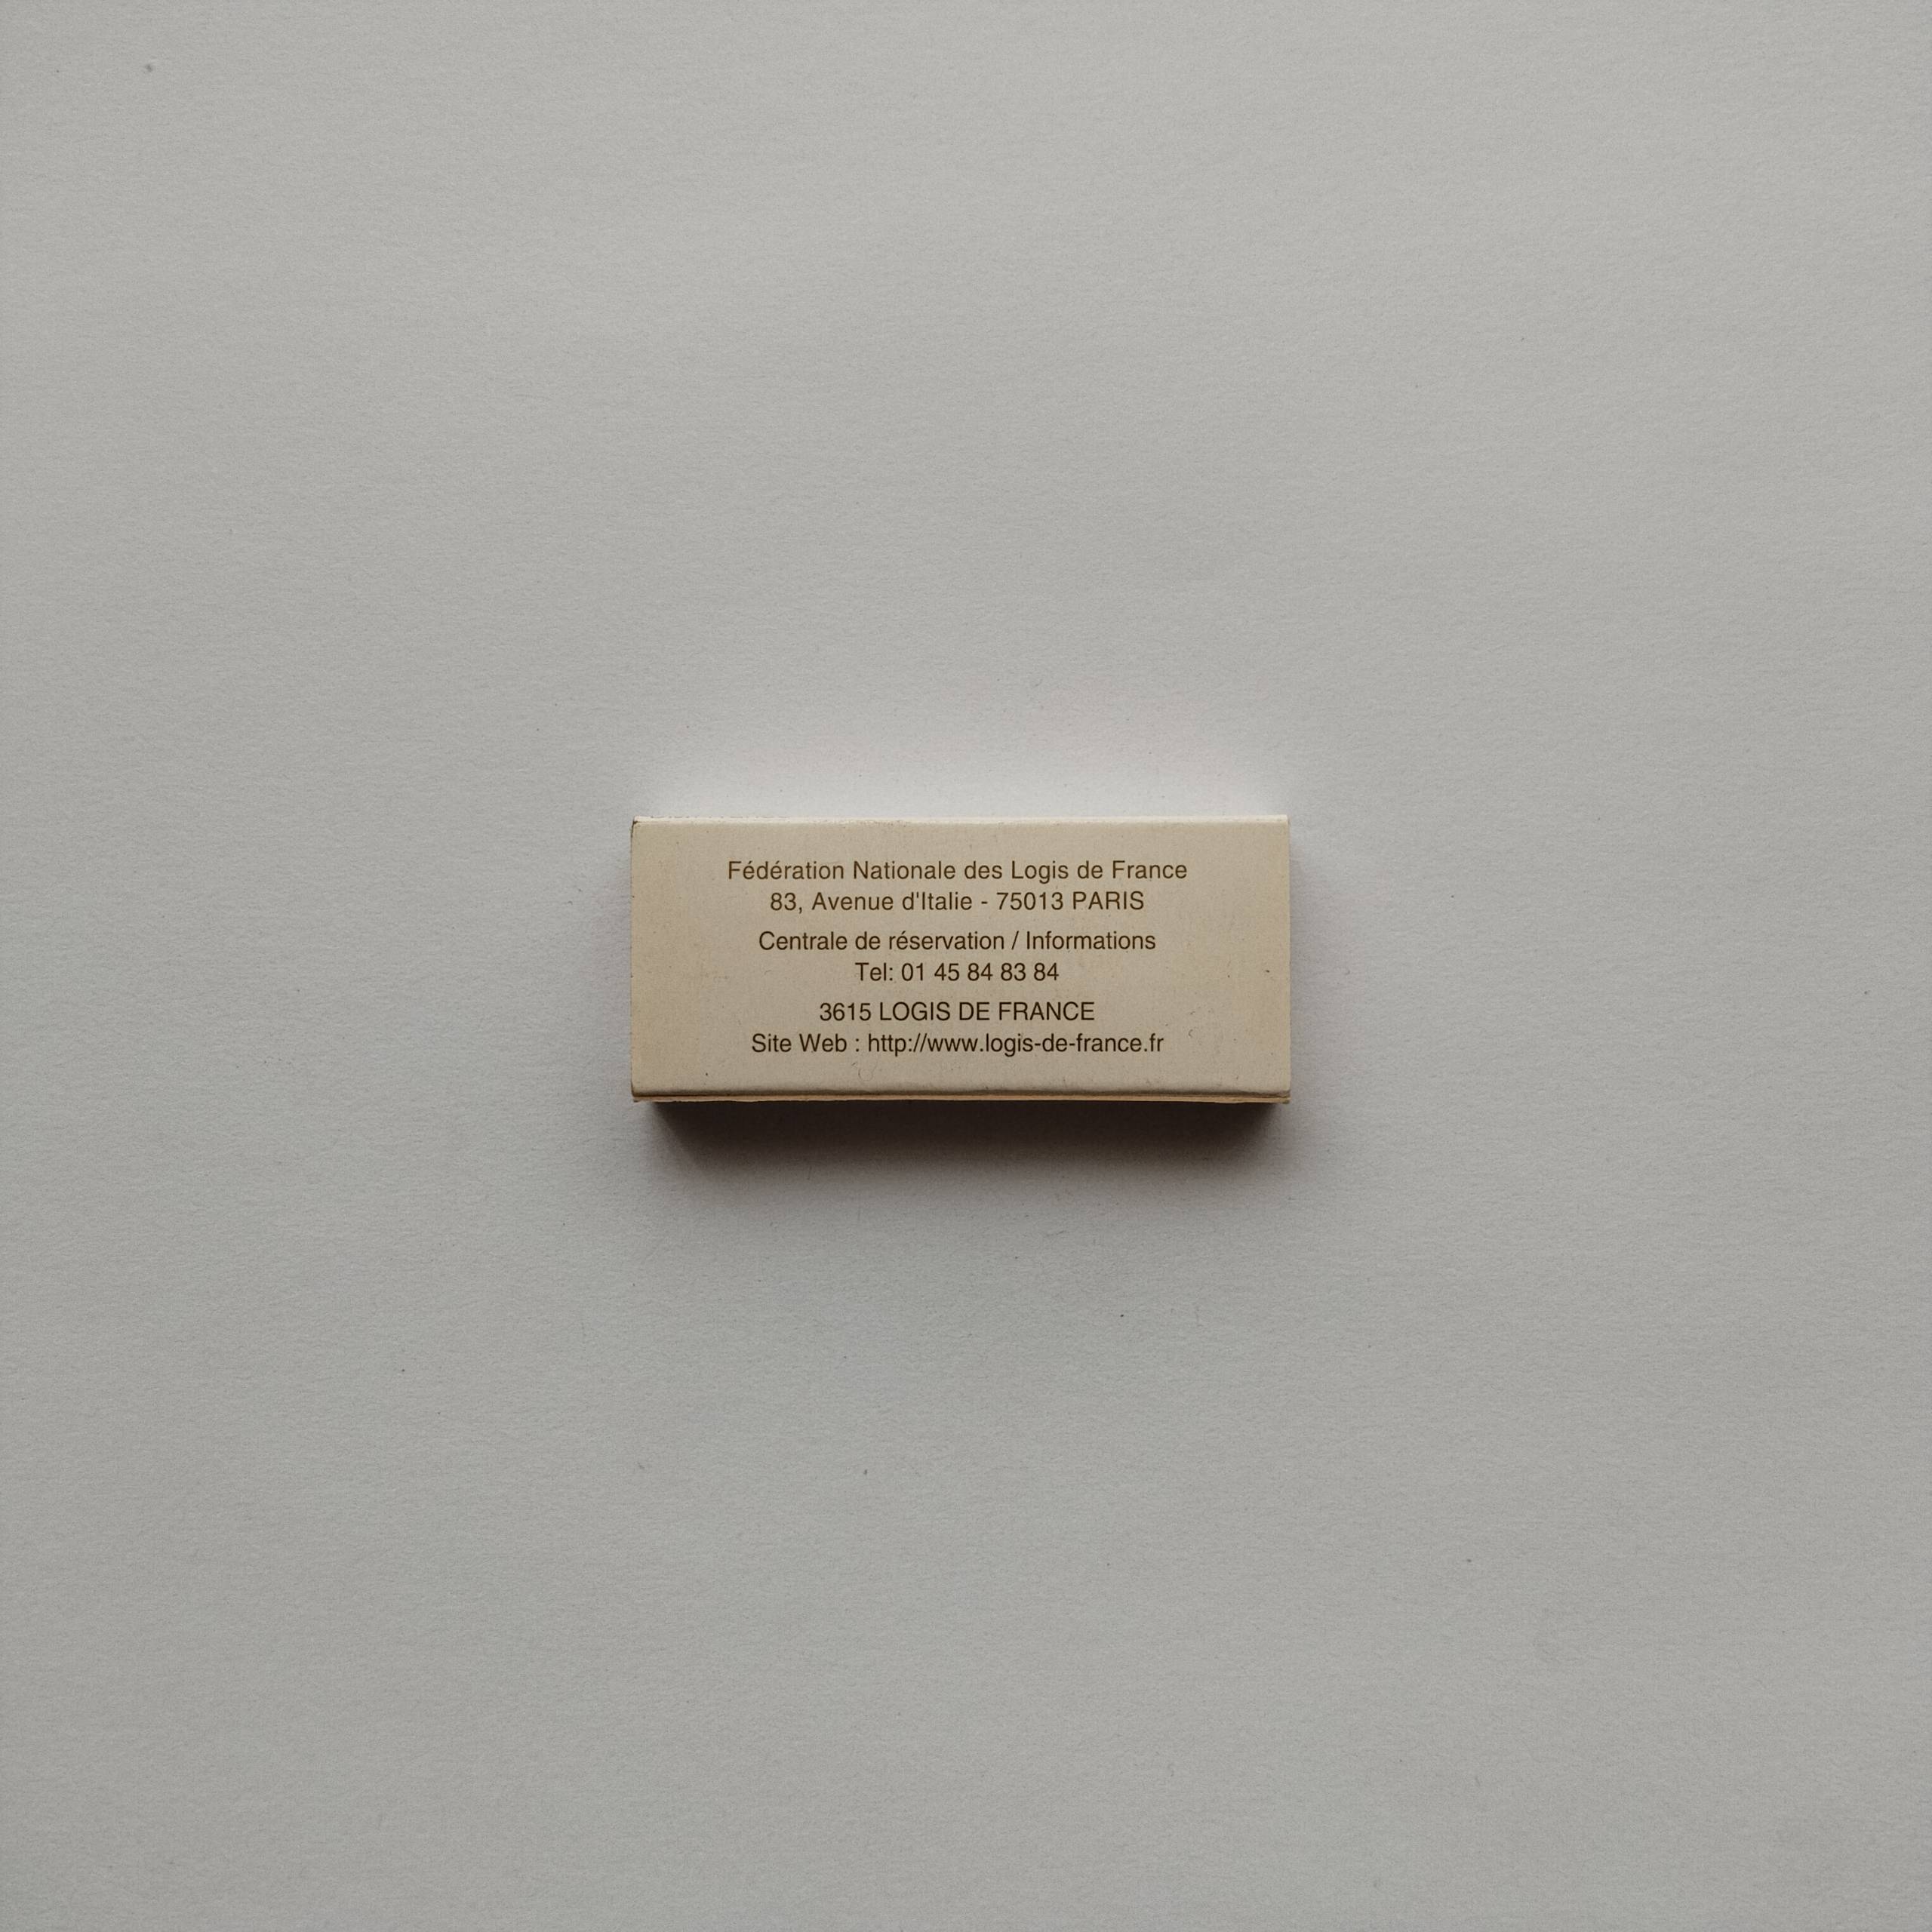 Fédération Nationale des Logis de France
83, Avenue d'Italie - 75013 PARIS
Centrale de réservation / Informations
Tel: 01 45 84 83 84
3615 LOGIS DE FRANCE
Site Web : http://www.logis-de-france.fr